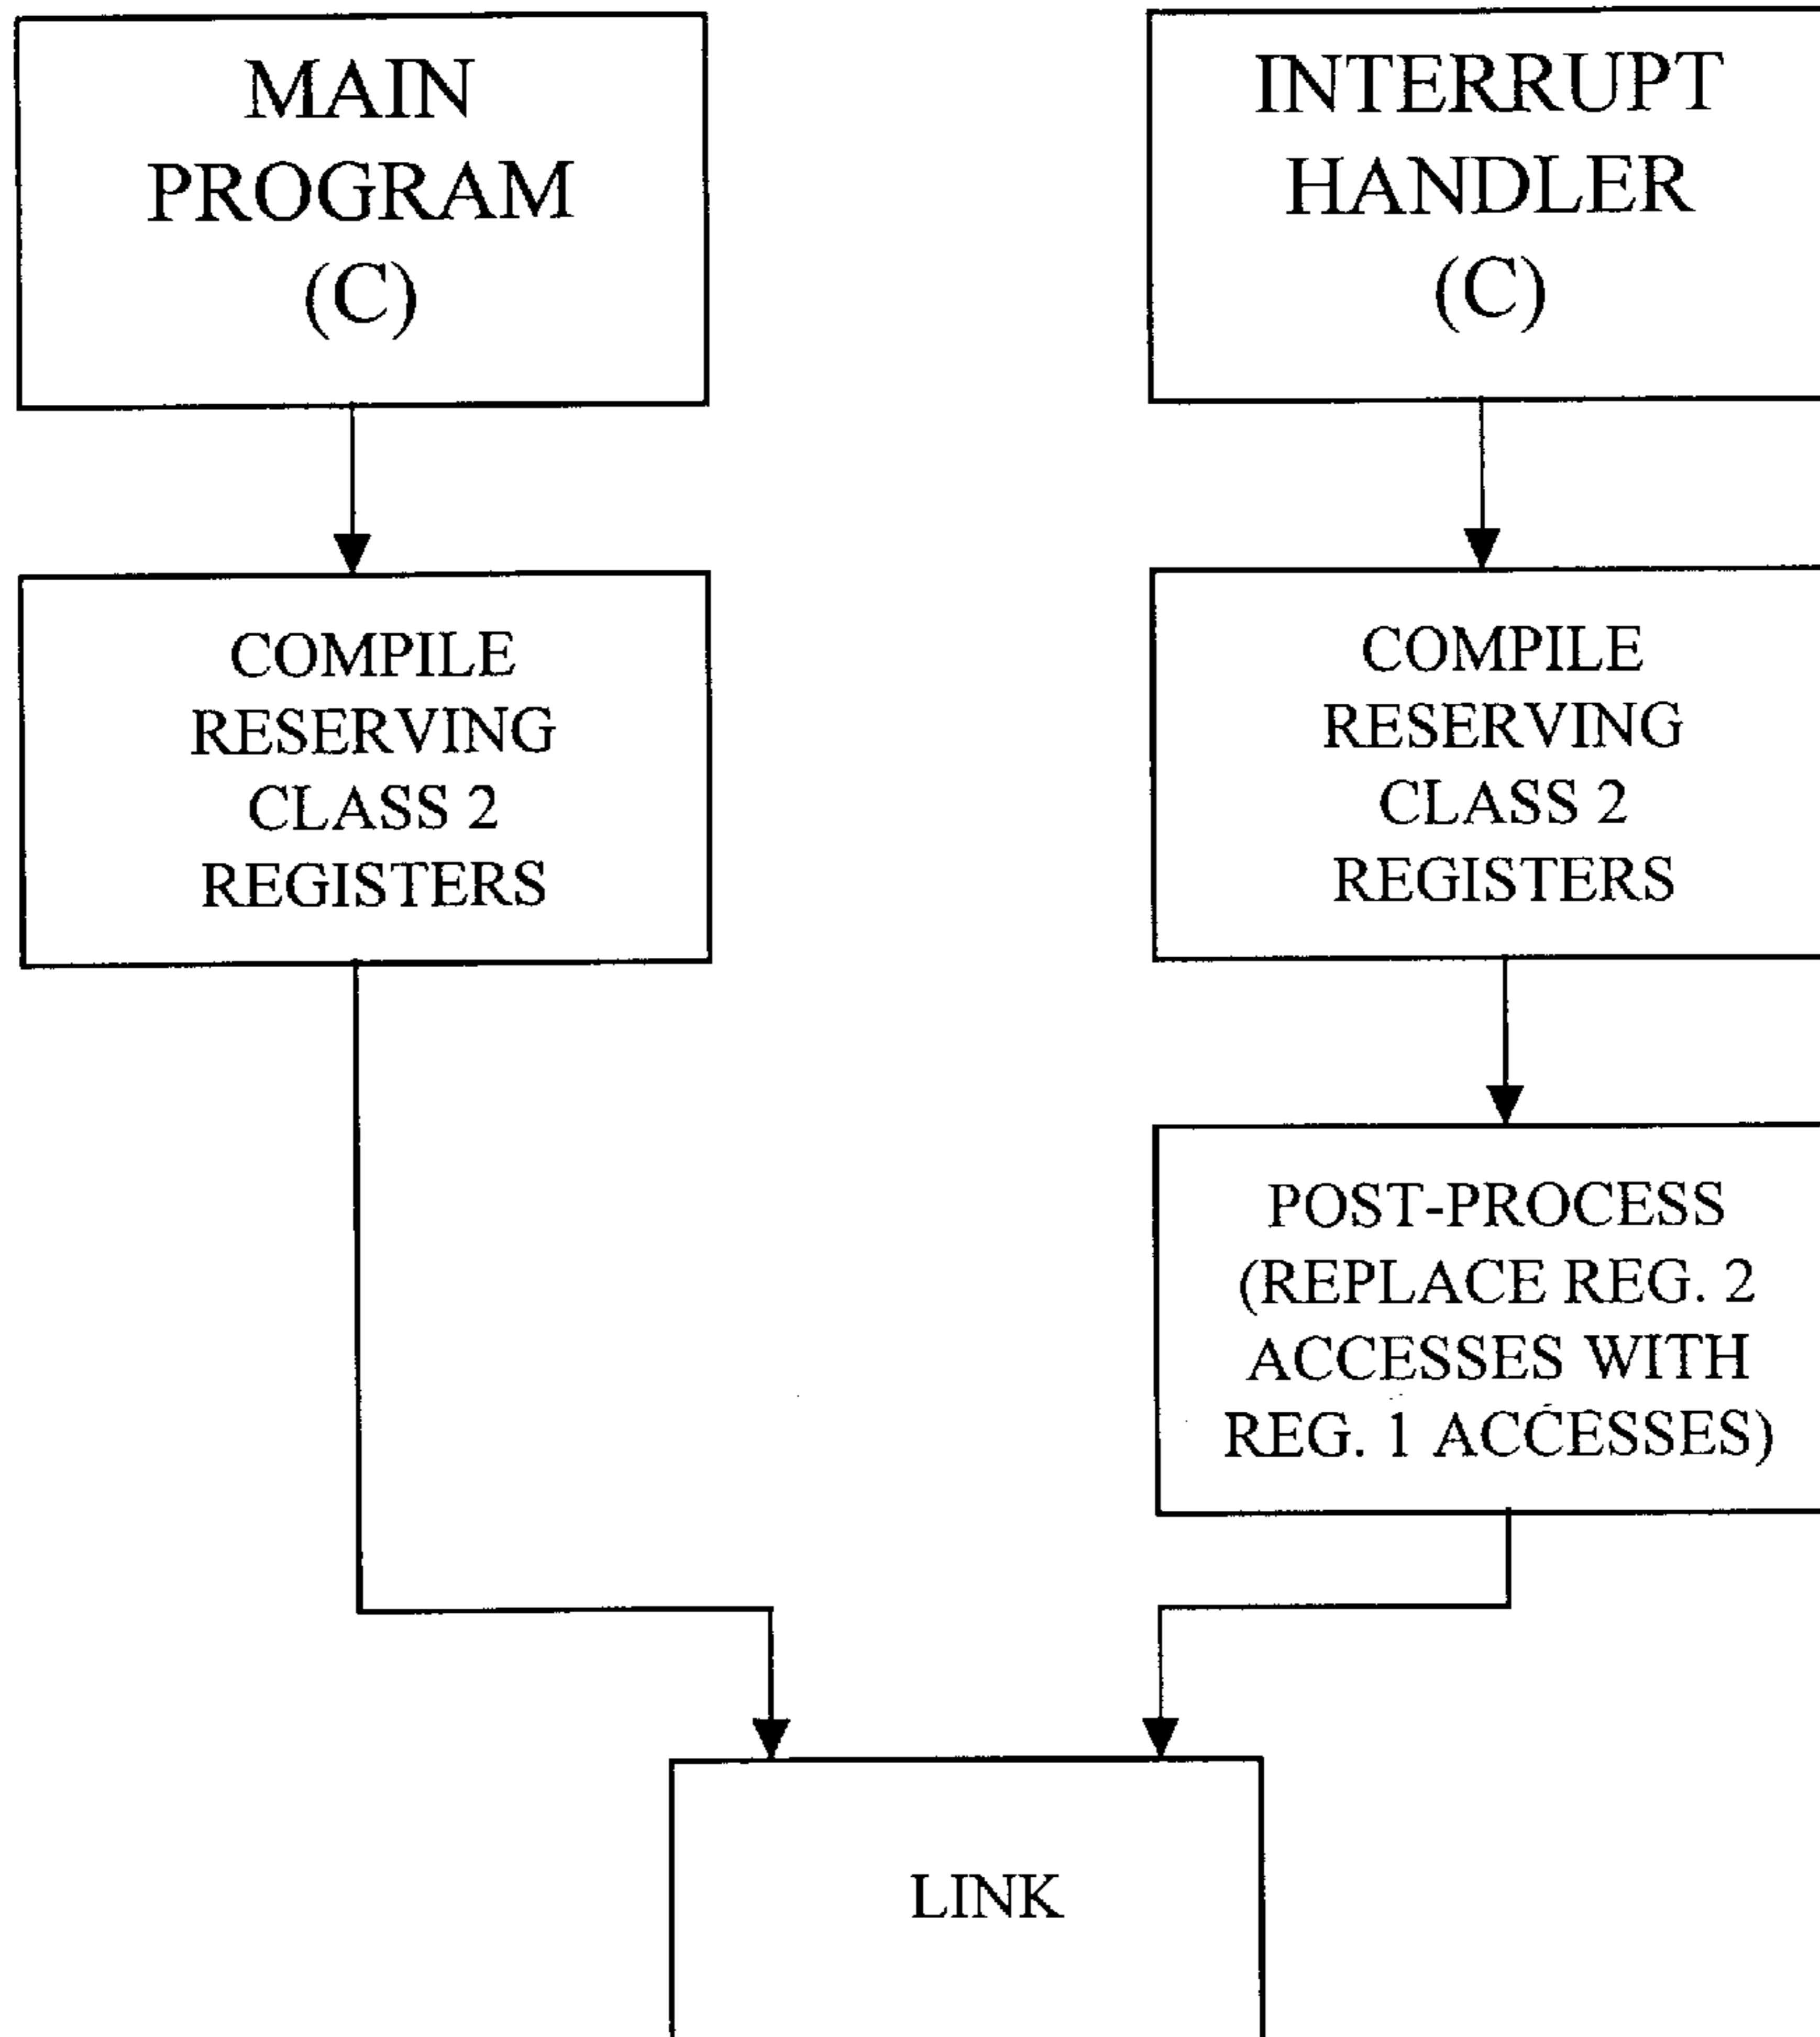 MAIN
PROGRAM
(C)
INTERRUPT
HANDLER
(C)
COMPILE
RESERVING
CLASS 2
REGISTERS
COMPILE
RESERVING
CLASS 2
REGISTERS
POST-PROCESS
(REPLACE REG. 2
ACCESSES WITH
REG. 1 ACCESSES)
LINK